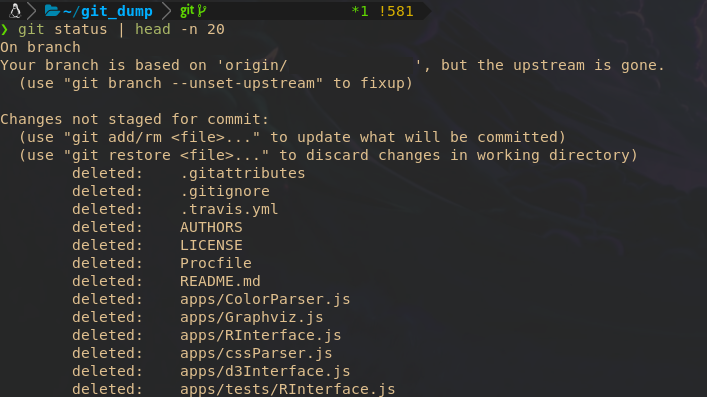 ~/git_dump git *1 !581
❯ git status | head -n 20
On branch
Your branch is based on 'origin/              ', but the upstream is gone.
  (use "git branch --unset-upstream" to fixup)

Changes not staged for commit:
  (use "git add/rm <file>..." to update what will be committed)
  (use "git restore <file>..." to discard changes in working directory)
        deleted:    .gitattributes
        deleted:    .gitignore
        deleted:    .travis.yml
        deleted:    AUTHORS
        deleted:    LICENSE
        deleted:    Procfile
        deleted:    README.md
        deleted:    apps/ColorParser.js
        deleted:    apps/Graphviz.js
        deleted:    apps/RInterface.js
        deleted:    apps/cssParser.js
        deleted:    apps/d3Interface.js
        deleted:    apps/tests/RInterface.js